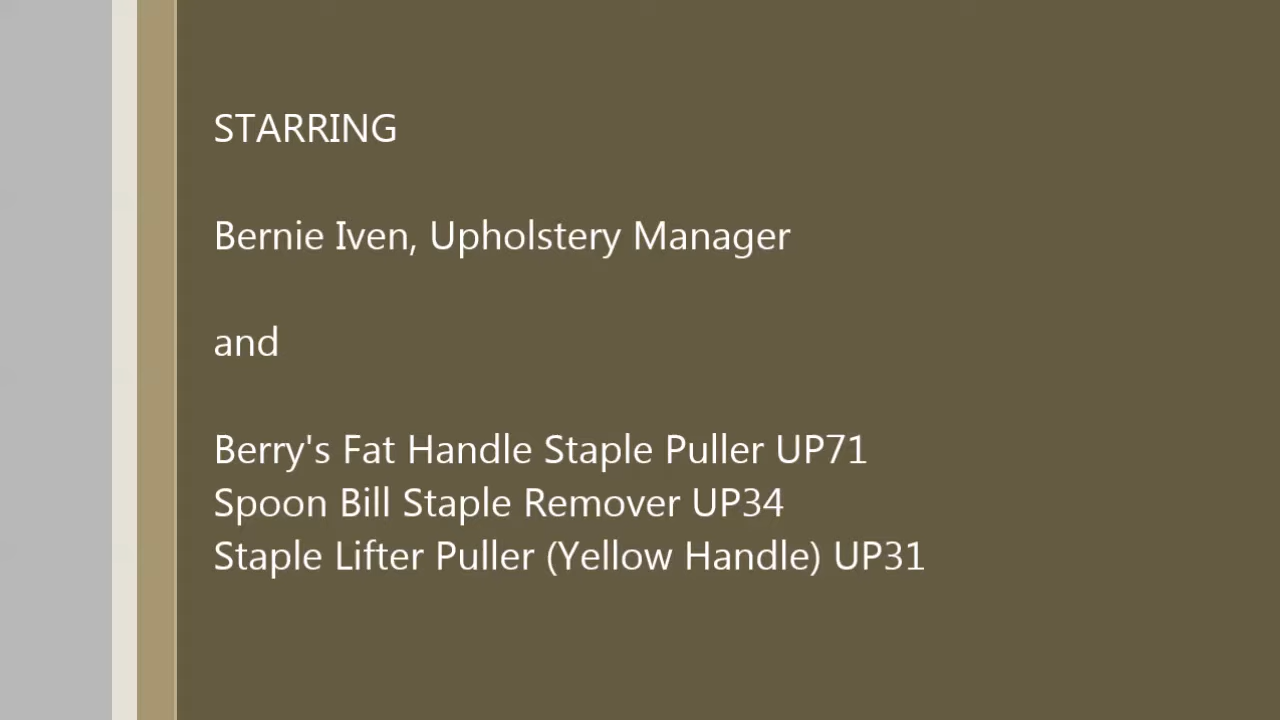 STARRING
Bernie Iven, Upholstery Manager
and
Berry's Fat Handle Staple Puller UP71
Spoon Bill Staple Remover UP34
Staple Lifter Puller (Yellow Handle) UP31